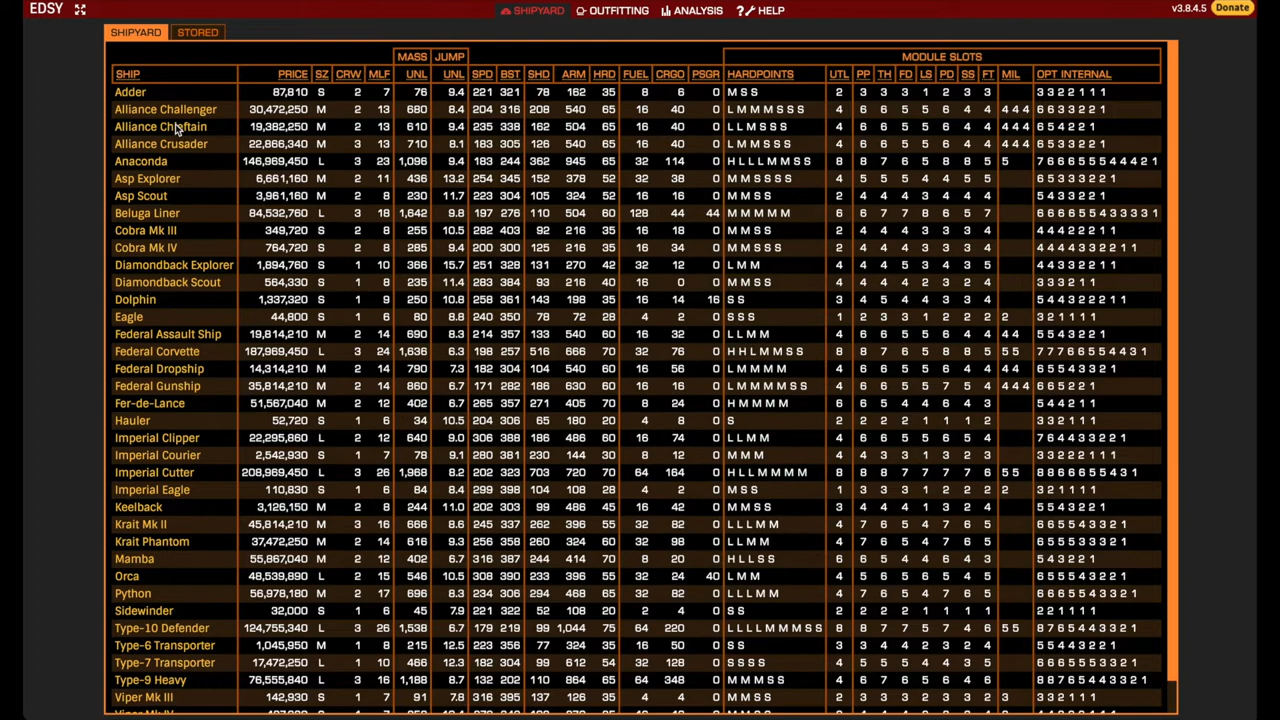 EDSY SHIPYARD OUTFITTING ANALYSIS HELP v3.8.4.5 Donate
SHIPYARD STORED
MASS JUMP MODULE SLOTS
SHIP PRICE SZ CRW MLF UNL UNL SPD BST SHD ARM HRD FUEL CRGO PSGR HARDPOINTS UTL PP TH FD LS PD SS FT MIL OPT INTERNAL
Adder 87,810 S 2 7 76 9.4 221 321 78 162 35 8 6 0 M S S 2 3 3 3 1 2 3 3 3 3 2 2 1 1 1
Alliance Challenger 30,472,250 M 2 13 680 8.4 204 316 208 540 65 16 40 0 L M M M S S S 4 6 6 5 5 6 4 4 4 4 4 6 6 3 3 2 2 1
Alliance Chieftain 19,382,250 M 2 13 610 9.4 235 338 162 504 65 16 40 0 L L M S S S 4 6 6 5 5 6 4 4 4 4 4 6 5 4 2 2 1
Alliance Crusader 22,866,340 M 3 13 710 8.1 183 305 126 540 65 16 40 0 L M M S S S 4 6 6 5 5 6 4 4 4 4 4 6 5 3 3 2 2 1
Anaconda 146,969,450 L 3 23 1,096 9.4 183 244 362 945 65 32 114 0 H L L L M M S S 8 8 7 6 5 8 8 5 5 7 6 6 6 5 5 5 4 4 4 2 1
Asp Explorer 6,661,160 M 2 11 436 13.2 254 345 152 378 52 32 38 0 M M S S S S 4 5 5 5 4 4 5 5 6 5 3 3 3 2 2 1
Asp Scout 3,961,160 M 2 8 230 11.7 223 304 105 324 52 16 16 0 M M S S 2 4 4 4 3 4 4 4 5 4 3 3 2 2 1
Beluga Liner 84,532,760 L 3 18 1,642 9.8 197 276 110 504 60 128 44 44 M M M M M 6 6 7 7 8 6 5 7 6 6 6 6 5 5 4 3 3 3 3 1
Cobra Mk III 349,720 S 2 8 255 10.5 282 403 92 216 35 16 18 0 M M S S 2 4 4 4 3 3 3 4 4 4 4 2 2 2 1 1
Cobra Mk IV 764,720 S 2 8 285 9.4 200 300 125 216 35 16 34 0 M M S S S 2 4 4 4 3 3 3 4 4 4 4 4 3 3 2 2 1 1
Diamondback Explorer 1,894,760 S 1 10 366 15.7 251 328 131 270 42 32 12 0 L M M 4 4 4 5 3 4 3 5 4 4 3 3 2 2 1 1
Diamondback Scout 564,330 S 1 8 235 11.4 283 384 93 216 40 16 0 0 M M S S 4 4 4 4 2 3 2 4 3 3 3 2 1
Dolphin 1,337,320 S 1 9 250 10.8 258 361 143 198 35 16 14 16 S S 3 4 5 4 4 3 3 4 5 4 4 3 2 2 2 1 1
Eagle 44,800 S 1 6 80 8.8 240 350 78 72 28 4 2 0 S S S 1 2 3 3 1 2 2 2 2 3 2 1 1 1 1
Federal Assault Ship 19,814,210 M 2 14 690 8.3 214 357 133 540 60 16 32 0 L L M M 4 6 6 5 5 6 4 4 4 4 5 5 4 3 2 2 1
Federal Corvette 187,969,450 L 3 24 1,636 6.3 198 257 516 666 70 32 76 0 H H L M M S S 8 8 7 6 5 8 8 5 5 5 7 7 7 6 6 5 5 4 4 3 1
Federal Dropship 14,314,210 M 2 14 790 7.3 182 304 104 540 60 16 56 0 L M M M M 4 6 6 5 5 6 4 4 4 4 6 5 5 4 3 3 2 1
Federal Gunship 35,814,210 M 2 14 860 6.7 171 282 186 630 60 16 16 0 L M M M M S S 4 6 6 5 5 7 5 4 4 4 4 6 6 5 2 2 1
Fer-de-Lance 51,567,040 M 2 12 402 6.7 265 357 271 405 70 8 24 0 H M M M M 6 6 5 4 4 6 4 3 5 4 4 2 1
Hauler 52,720 S 1 6 34 10.5 204 306 65 180 20 4 8 0 S 2 2 2 2 1 1 1 2 3 3 2 1 1 1
Imperial Clipper 22,295,860 L 2 12 640 9.0 306 388 186 486 60 16 74 0 L L M M 4 6 6 5 5 6 5 4 7 6 4 4 3 3 2 2 1
Imperial Courier 2,542,930 S 1 7 78 9.1 280 381 230 144 30 8 12 0 M M M 4 4 3 3 1 3 2 3 3 3 2 2 2 1 1
Imperial Cutter 208,969,450 L 3 26 1,968 8.2 202 323 703 720 70 64 164 0 H L L M M M M 8 8 8 7 7 7 7 6 5 5 8 8 6 6 6 5 5 4 3 1
Imperial Eagle 110,830 S 1 6 84 8.4 299 398 104 108 28 4 2 0 M S S 1 3 3 3 1 2 2 2 2 3 2 1 1 1 1
Keelback 3,126,150 M 2 8 244 11.0 202 303 99 486 45 16 42 0 M M S S 3 4 4 4 1 3 2 4 5 5 4 3 2 2 1
Krait Mk II 45,814,210 M 3 16 666 8.6 245 337 262 396 55 32 82 0 L L L M M 4 7 6 5 4 7 6 5 6 6 5 5 4 3 3 2 1
Krait Phantom 37,472,250 M 2 14 616 9.3 256 358 260 324 60 32 98 0 L L M M 4 7 6 5 4 7 6 5 6 5 5 5 3 3 3 2 1
Mamba 55,867,040 M 2 12 402 6.7 316 387 244 414 70 8 20 0 H L L S S 6 6 5 4 4 6 4 3 5 4 3 2 2 1
Orca 48,539,890 L 2 15 546 10.5 308 390 233 396 55 32 24 40 L M M 4 5 6 5 6 5 4 5 6 5 5 5 4 3 2 2 1
Python 56,978,180 M 2 17 696 8.3 234 306 294 468 65 32 82 0 L L L M M 4 7 6 5 4 7 6 5 6 6 6 5 5 4 3 3 2 1
Sidewinder 32,000 S 1 6 45 7.9 221 322 52 108 20 2 4 0 S S 2 2 2 2 1 1 1 1 2 2 1 1 1 1
Type-10 Defender 124,755,340 L 3 26 1,538 6.7 180 219 99 1,044 75 64 220 0 L L L L M M M S S 8 8 7 7 5 7 4 6 5 5 8 7 6 5 4 4 3 3 2 1
Type-6 Transporter 1,045,950 M 1 8 215 12.5 223 356 77 324 35 16 50 0 S S 3 3 4 4 2 3 2 4 5 5 4 4 3 2 2 1
Type-7 Transporter 17,472,250 L 1 10 466 12.3 182 304 99 612 54 32 128 0 S S S S 4 5 5 5 4 4 3 5 6 6 6 5 5 5 3 3 2 1
Type-9 Heavy 76,555,840 L 3 16 1,188 8.7 132 202 110 864 65 64 348 0 M M M S S 4 6 7 6 5 6 4 6 8 8 7 6 5 4 4 3 3 2 1
Viper Mk III 142,930 S 1 7 91 7.8 316 395 137 126 35 4 4 0 M M S S 2 3 3 3 2 3 3 2 3 3 3 2 1 1 1